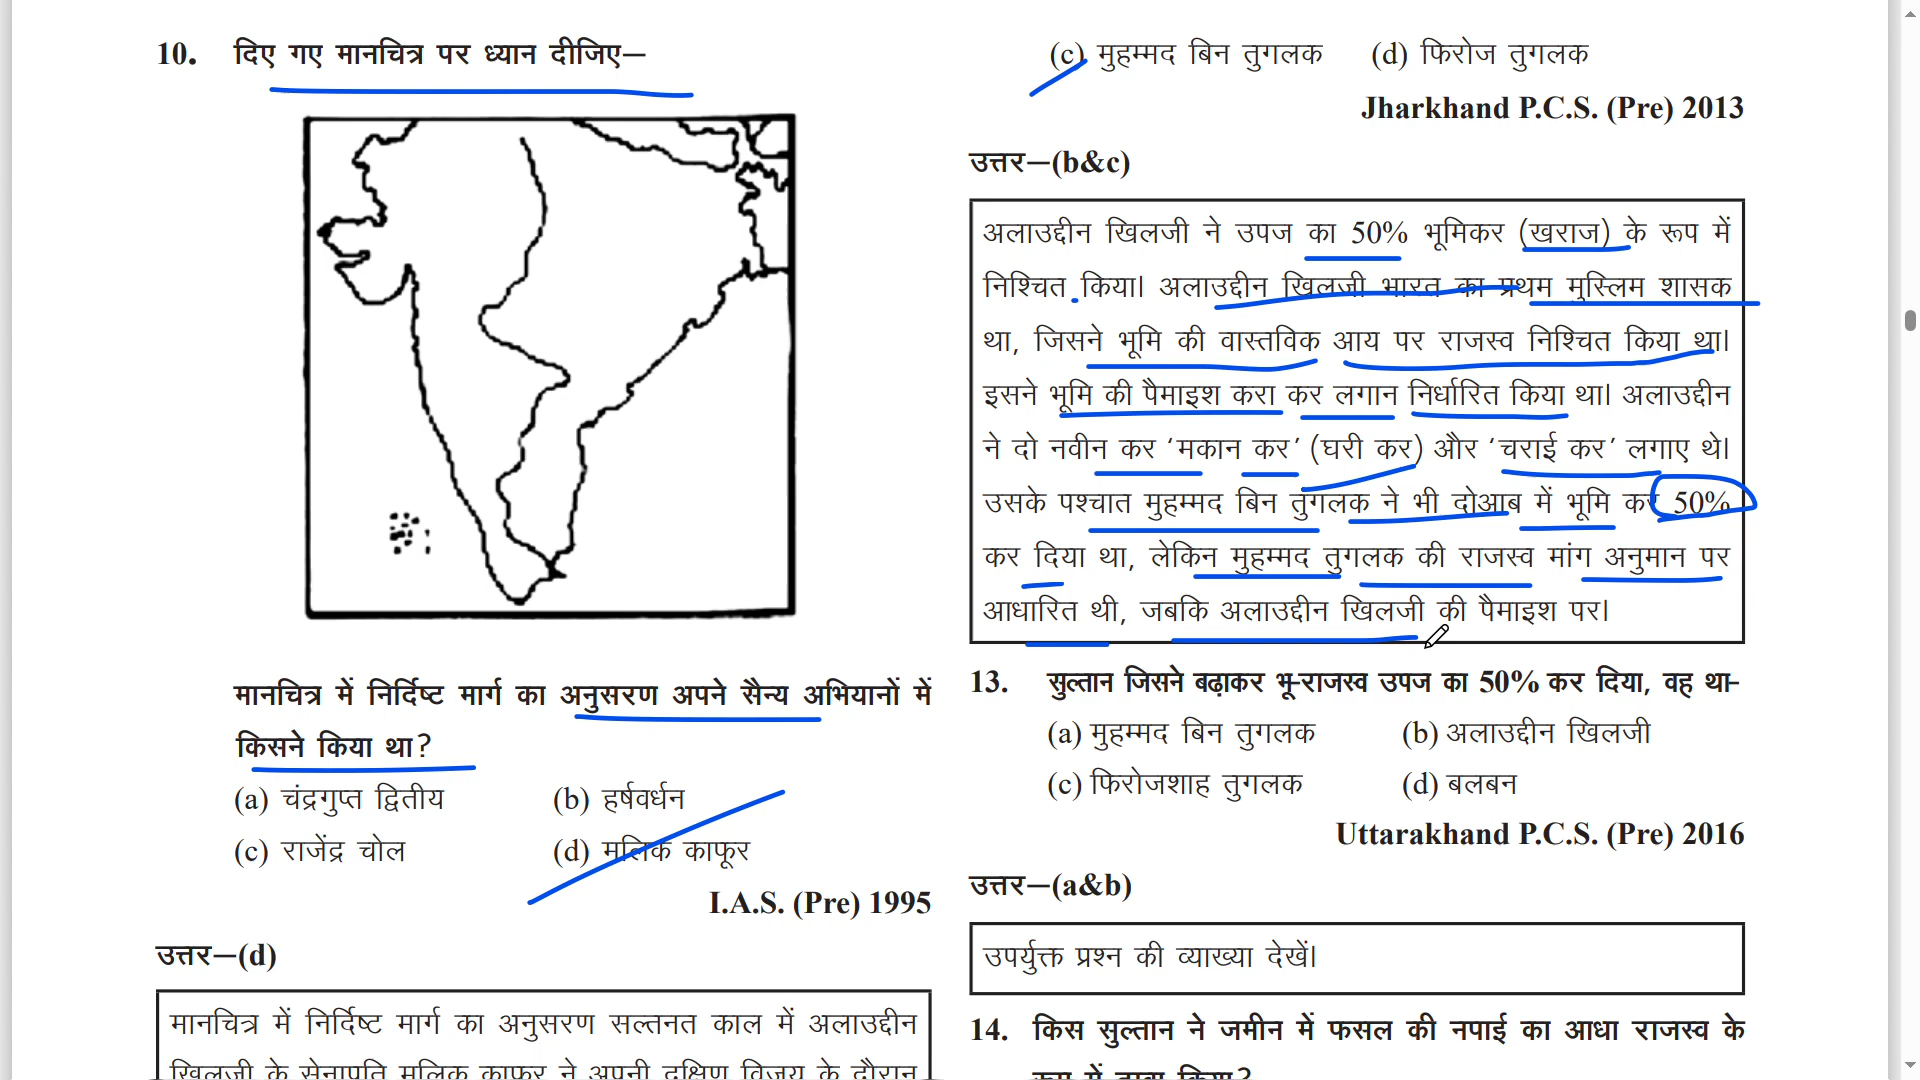 10. दिए गए मानचित्र पर ध्यान दीजिए–
मानचित्र में निर्दिष्ट मार्ग का अनुसरण अपने सैन्य अभियानों में
किसने किया था?
(a) चंद्रगुप्त द्वितीय (b) हर्षवर्धन
(c) राजेंद्र चोल (d) मलिक काफूर
I.A.S. (Pre) 1995
उत्तर–(d)
मानचित्र में निर्दिष्ट मार्ग का अनुसरण सल्तनत काल में अलाउद्दीन
खिलजी के सेनापति मलिक काफूर ने अपनी दक्षिण विजय के दौरान
(c) मुहम्मद बिन तुगलक (d) फिरोज तुगलक
Jharkhand P.C.S. (Pre) 2013
उत्तर–(b&c)
अलाउद्दीन खिलजी ने उपज का 50% भूमिकर (खराज) के रूप में
निश्चित किया। अलाउद्दीन खिलजी भारत का प्रथम मुस्लिम शासक
था, जिसने भूमि की वास्तविक आय पर राजस्व निश्चित किया था।
इसने भूमि की पैमाइश करा कर लगान निर्धारित किया था। अलाउद्दीन
ने दो नवीन कर ‘मकान कर’ (घरी कर) और ‘चराई कर’ लगाए थे।
उसके पश्चात मुहम्मद बिन तुगलक ने भी दोआब में भूमि कर 50%
कर दिया था, लेकिन मुहम्मद तुगलक की राजस्व मांग अनुमान पर
आधारित थी, जबकि अलाउद्दीन खिलजी की पैमाइश पर।
13. सुल्तान जिसने बढ़ाकर भू-राजस्व उपज का 50% कर दिया, वह था–
(a) मुहम्मद बिन तुगलक (b) अलाउद्दीन खिलजी
(c) फिरोजशाह तुगलक (d) बलबन
Uttarakhand P.C.S. (Pre) 2016
उत्तर–(a&b)
उपर्युक्त प्रश्न की व्याख्या देखें।
14. किस सुल्तान ने जमीन में फसल की नपाई का आधा राजस्व के
रूप में दावा किया?